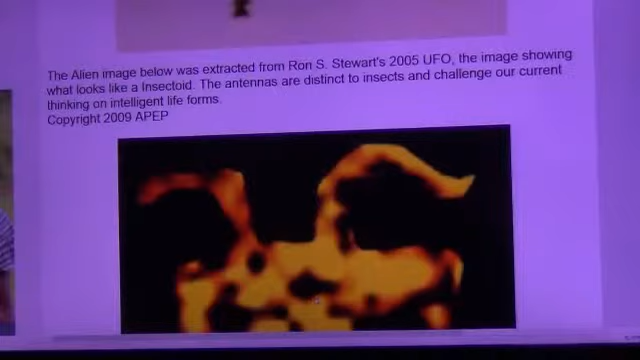 The Alien image below was extracted from Ron S. Stewart's 2005 UFO, the image showing
what looks like a Insectoid. The antennas are distinct to insects and challenge our current
thinking on intelligent life forms.
Copyright 2009 APEP